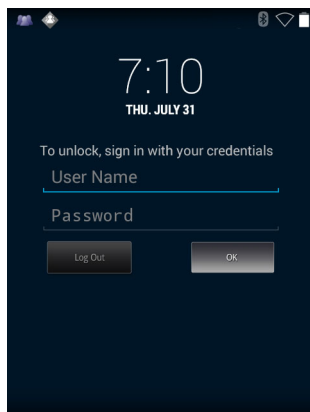 7:10
THU. JULY 31
To unlock, sign in with your credentials
User Name
Password
Log Out OK